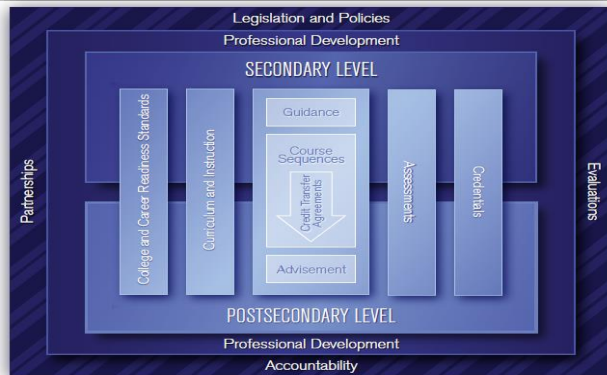 Legislation and Policies
Professional Development
SECONDARY LEVEL
Partnerships
College and Career Readiness Standards
Curriculum and Instruction
Guidance
Course
Sequences
Credit Transfer
Agreements
Advisement
Assessments
Credentials
Evaluations
POSTSECONDARY LEVEL
Professional Development
Accountability